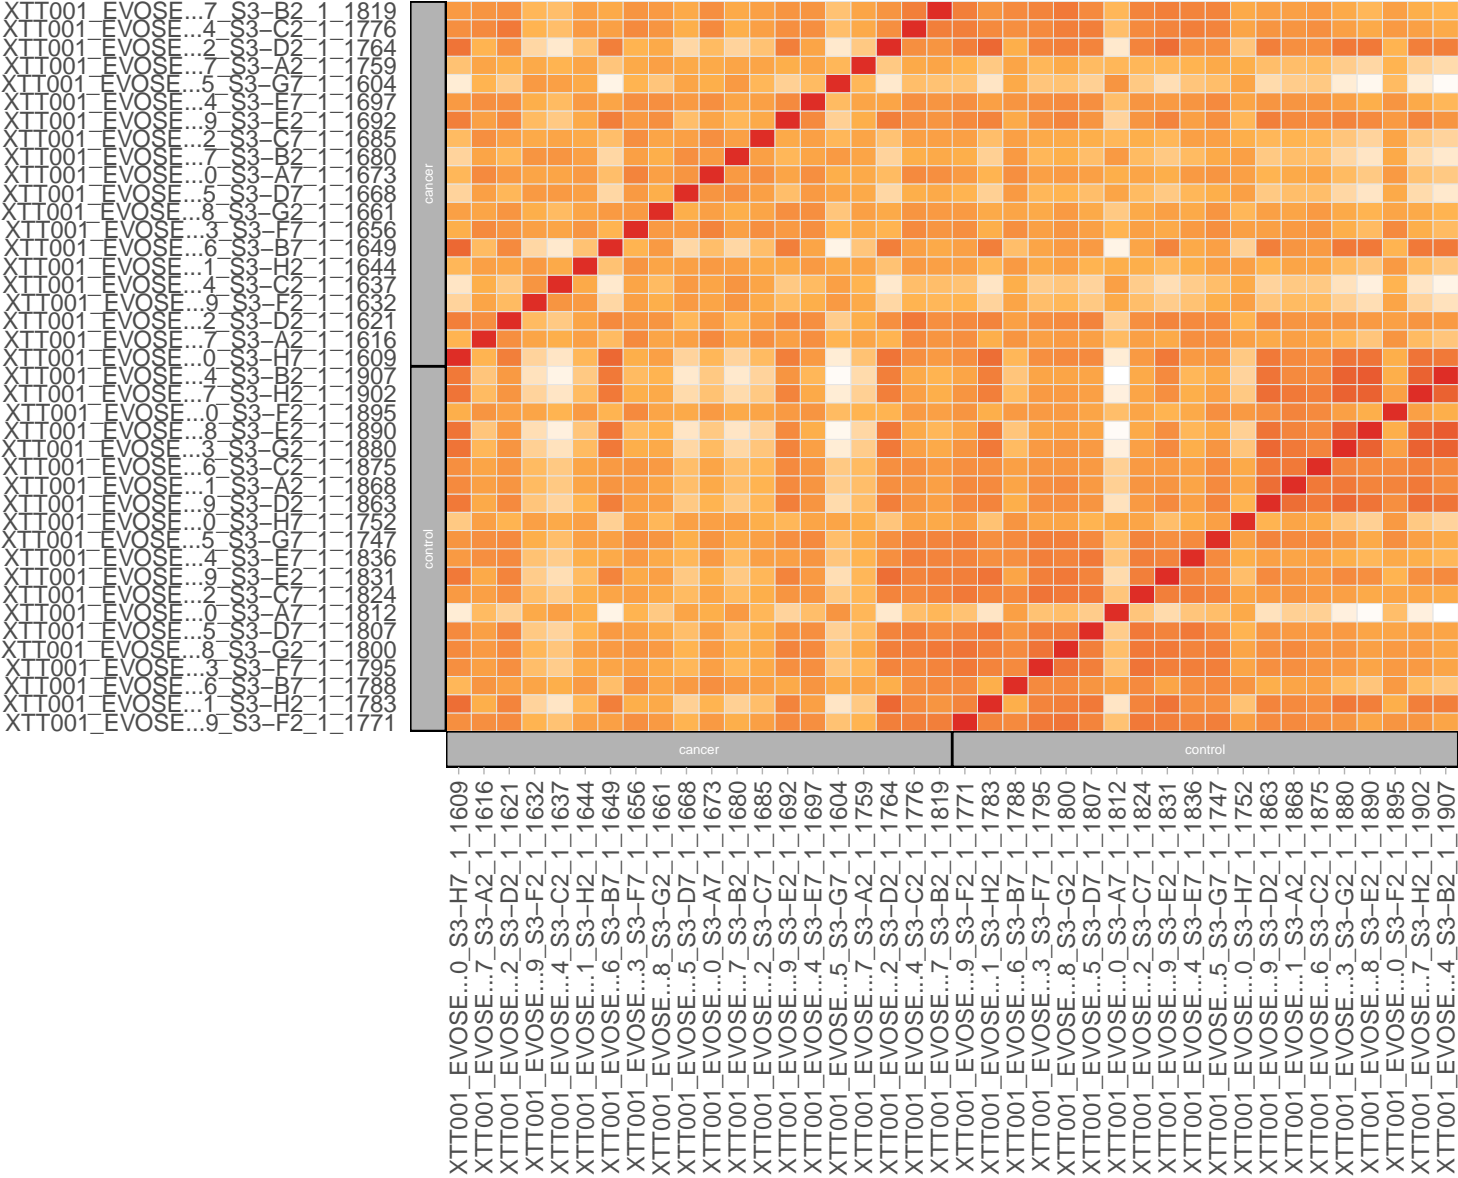 XTT001_EVOSE...7_S3−B2_1_1819
XTT001_EVOSE...4_S3−C2_1_1776
XTT001_EVOSE...2_S3−D2_1_1764
XTT001_EVOSE...7_S3−A2_1_1759
XTT001_EVOSE...5_S3−G7_1_1604
XTT001_EVOSE...4_S3−E7_1_1697
XTT001_EVOSE...9_S3−E2_1_1692
XTT001_EVOSE...2_S3−C7_1_1685
XTT001_EVOSE...7_S3−B2_1_1680
XTT001_EVOSE...0_S3−A7_1_1673
XTT001_EVOSE...5_S3−D7_1_1668
XTT001_EVOSE...8_S3−G2_1_1661
XTT001_EVOSE...3_S3−F7_1_1656
XTT001_EVOSE...6_S3−B7_1_1649
XTT001_EVOSE...1_S3−H2_1_1644
XTT001_EVOSE...4_S3−C2_1_1637
XTT001_EVOSE...9_S3−F2_1_1632
XTT001_EVOSE...2_S3−D2_1_1621
XTT001_EVOSE...7_S3−A2_1_1616
XTT001_EVOSE...0_S3−H7_1_1609
XTT001_EVOSE...4_S3−B2_1_1907
XTT001_EVOSE...7_S3−H2_1_1902
XTT001_EVOSE...0_S3−F2_1_1895
XTT001_EVOSE...8_S3−E2_1_1890
XTT001_EVOSE...3_S3−G2_1_1880
XTT001_EVOSE...6_S3−C2_1_1875
XTT001_EVOSE...1_S3−A2_1_1868
XTT001_EVOSE...9_S3−D2_1_1863
XTT001_EVOSE...0_S3−H7_1_1752
XTT001_EVOSE...5_S3−G7_1_1747
XTT001_EVOSE...4_S3−E7_1_1836
XTT001_EVOSE...9_S3−E2_1_1831
XTT001_EVOSE...2_S3−C7_1_1824
XTT001_EVOSE...0_S3−A7_1_1812
XTT001_EVOSE...5_S3−D7_1_1807
XTT001_EVOSE...8_S3−G2_1_1800
XTT001_EVOSE...3_S3−F7_1_1795
XTT001_EVOSE...6_S3−B7_1_1788
XTT001_EVOSE...1_S3−H2_1_1783
XTT001_EVOSE...9_S3−F2_1_1771
cancer
control
cancer
control
XTT001_EVOSE...0_S3−H7_1_1609
XTT001_EVOSE...7_S3−A2_1_1616
XTT001_EVOSE...2_S3−D2_1_1621
XTT001_EVOSE...9_S3−F2_1_1632
XTT001_EVOSE...4_S3−C2_1_1637
XTT001_EVOSE...1_S3−H2_1_1644
XTT001_EVOSE...6_S3−B7_1_1649
XTT001_EVOSE...3_S3−F7_1_1656
XTT001_EVOSE...8_S3−G2_1_1661
XTT001_EVOSE...5_S3−D7_1_1668
XTT001_EVOSE...0_S3−A7_1_1673
XTT001_EVOSE...7_S3−B2_1_1680
XTT001_EVOSE...2_S3−C7_1_1685
XTT001_EVOSE...9_S3−E2_1_1692
XTT001_EVOSE...4_S3−E7_1_1697
XTT001_EVOSE...5_S3−G7_1_1604
XTT001_EVOSE...7_S3−A2_1_1759
XTT001_EVOSE...2_S3−D2_1_1764
XTT001_EVOSE...4_S3−C2_1_1776
XTT001_EVOSE...7_S3−B2_1_1819
XTT001_EVOSE...9_S3−F2_1_1771
XTT001_EVOSE...1_S3−H2_1_1783
XTT001_EVOSE...6_S3−B7_1_1788
XTT001_EVOSE...3_S3−F7_1_1795
XTT001_EVOSE...8_S3−G2_1_1800
XTT001_EVOSE...5_S3−D7_1_1807
XTT001_EVOSE...0_S3−A7_1_1812
XTT001_EVOSE...2_S3−C7_1_1824
XTT001_EVOSE...9_S3−E2_1_1831
XTT001_EVOSE...4_S3−E7_1_1836
XTT001_EVOSE...5_S3−G7_1_1747
XTT001_EVOSE...0_S3−H7_1_1752
XTT001_EVOSE...9_S3−D2_1_1863
XTT001_EVOSE...1_S3−A2_1_1868
XTT001_EVOSE...6_S3−C2_1_1875
XTT001_EVOSE...3_S3−G2_1_1880
XTT001_EVOSE...8_S3−E2_1_1890
XTT001_EVOSE...0_S3−F2_1_1895
XTT001_EVOSE...7_S3−H2_1_1902
XTT001_EVOSE...4_S3−B2_1_1907